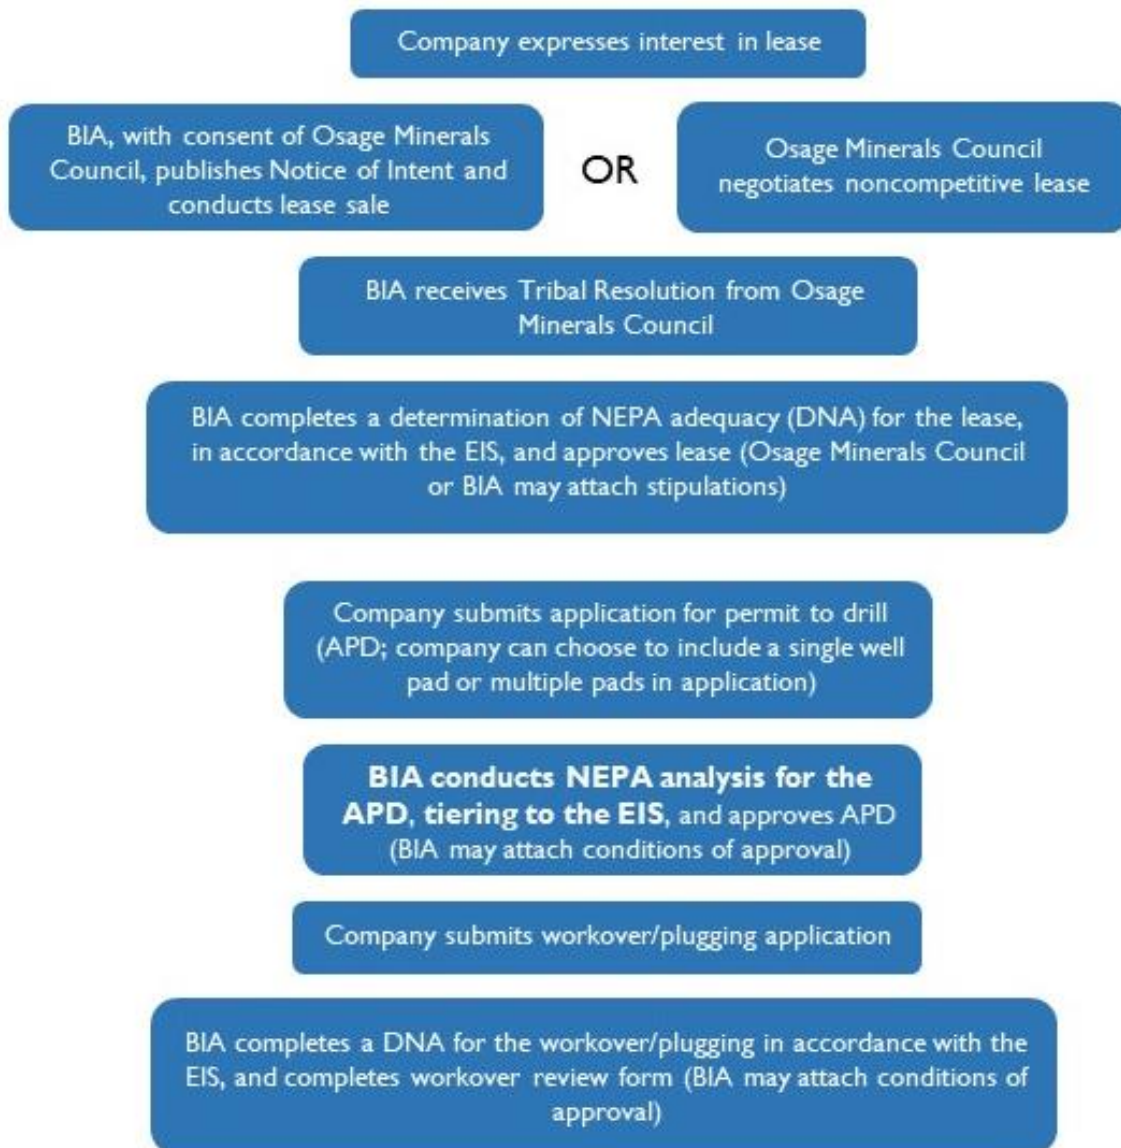 Company expresses interest in lease
BIA, with consent of Osage Minerals
Council, publishes Notice of Intent and
conducts lease sale
OR
Osage Minerals Council
negotiates noncompetitive lease
BIA receives Tribal Resolution from Osage
Minerals Council
BIA completes a determination of NEPA adequacy (DNA) for the lease,
in accordance with the EIS, and approves lease (Osage Minerals Council
or BIA may attach stipulations)
Company submits application for permit to drill
(APD; company can choose to include a single well
pad or multiple pads in application)
BIA conducts NEPA analysis for the
APD, tiering to the EIS, and approves APD
(BIA may attach conditions of approval)
Company submits workover/plugging application
BIA completes a DNA for the workover/plugging in accordance with the
EIS, and completes workover review form (BIA may attach conditions of
approval)